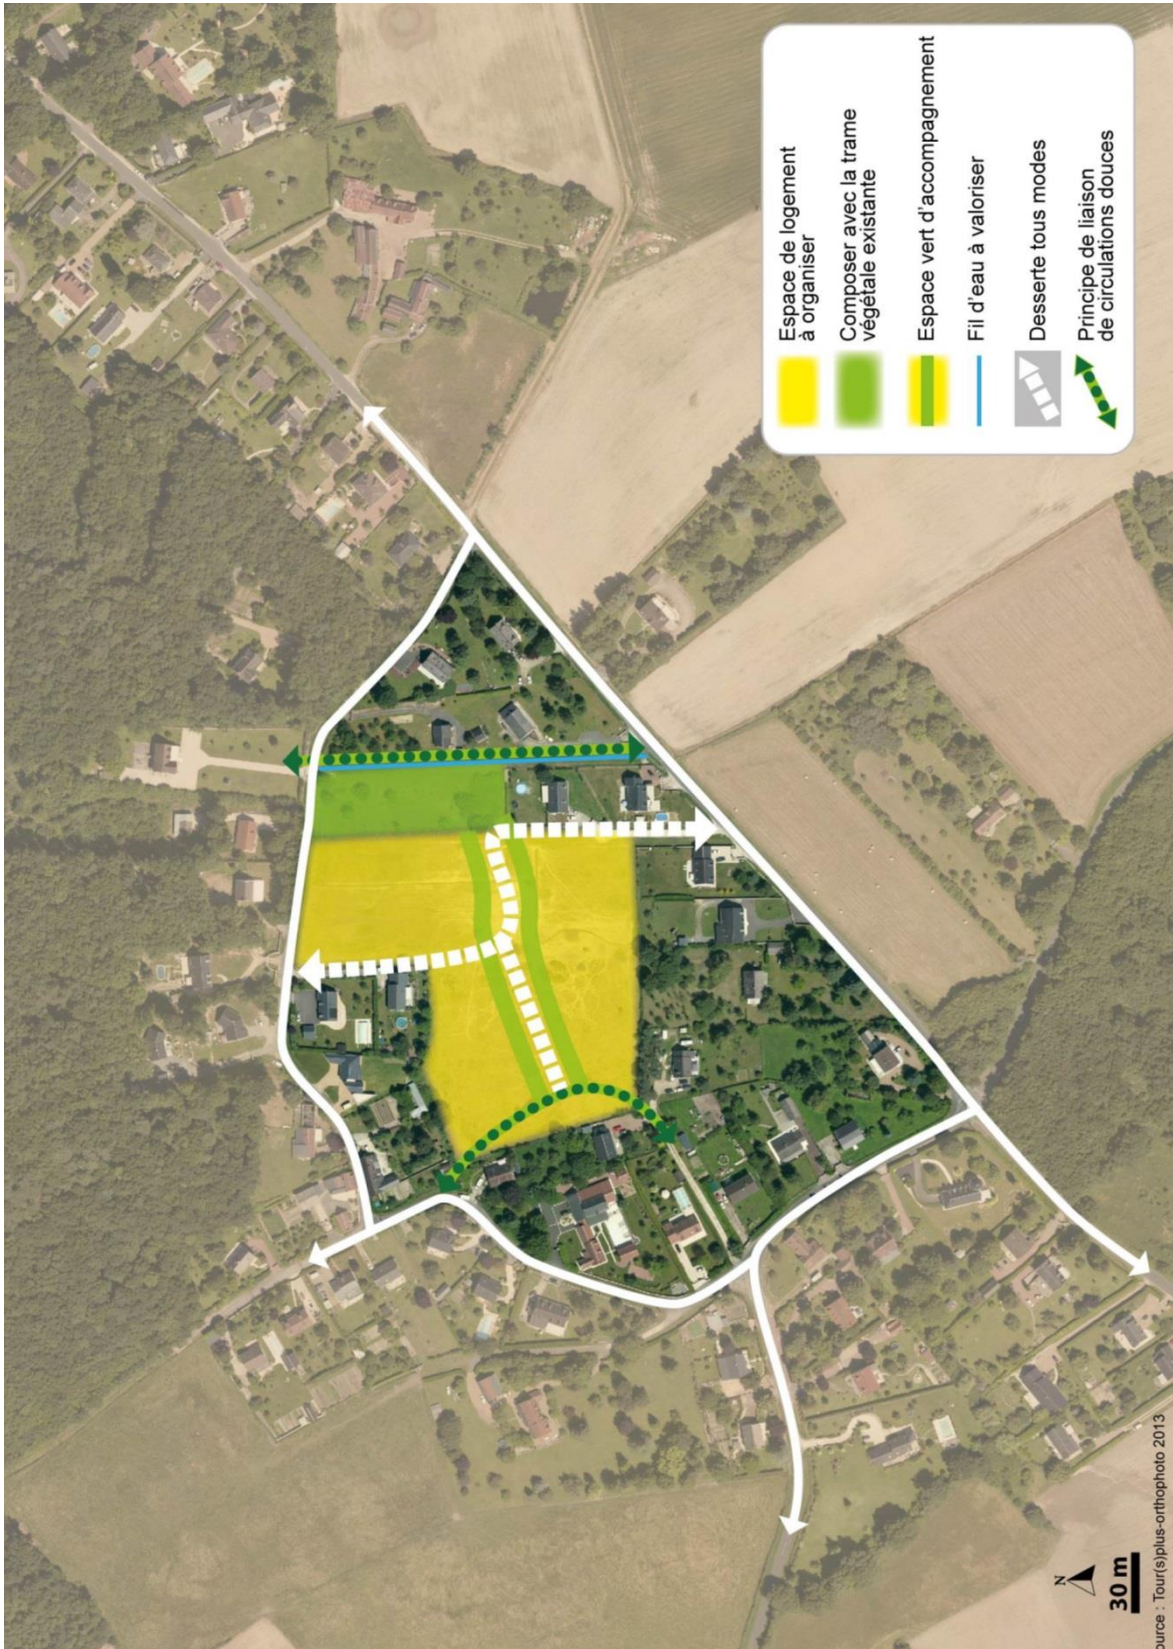 Espace de logement
à organiser
Composer avec la trame
végétale existante
Espace vert d'accompagnement
Fil d'eau à valoriser
Desserte tous modes
Principe de liaison
de circulations douces
N
30 m
urce : Tour(s)plus-orthophoto 2013